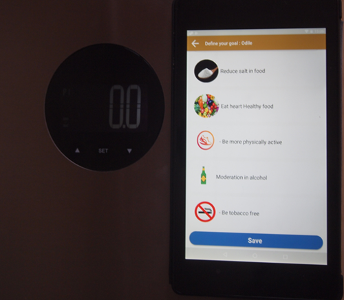 Refine your goal : Odile
Reduce salt in food
Eat heart Healthy food
Be more physically active
Moderation in alcohol
Be tobacco free
Save
0.0
SET